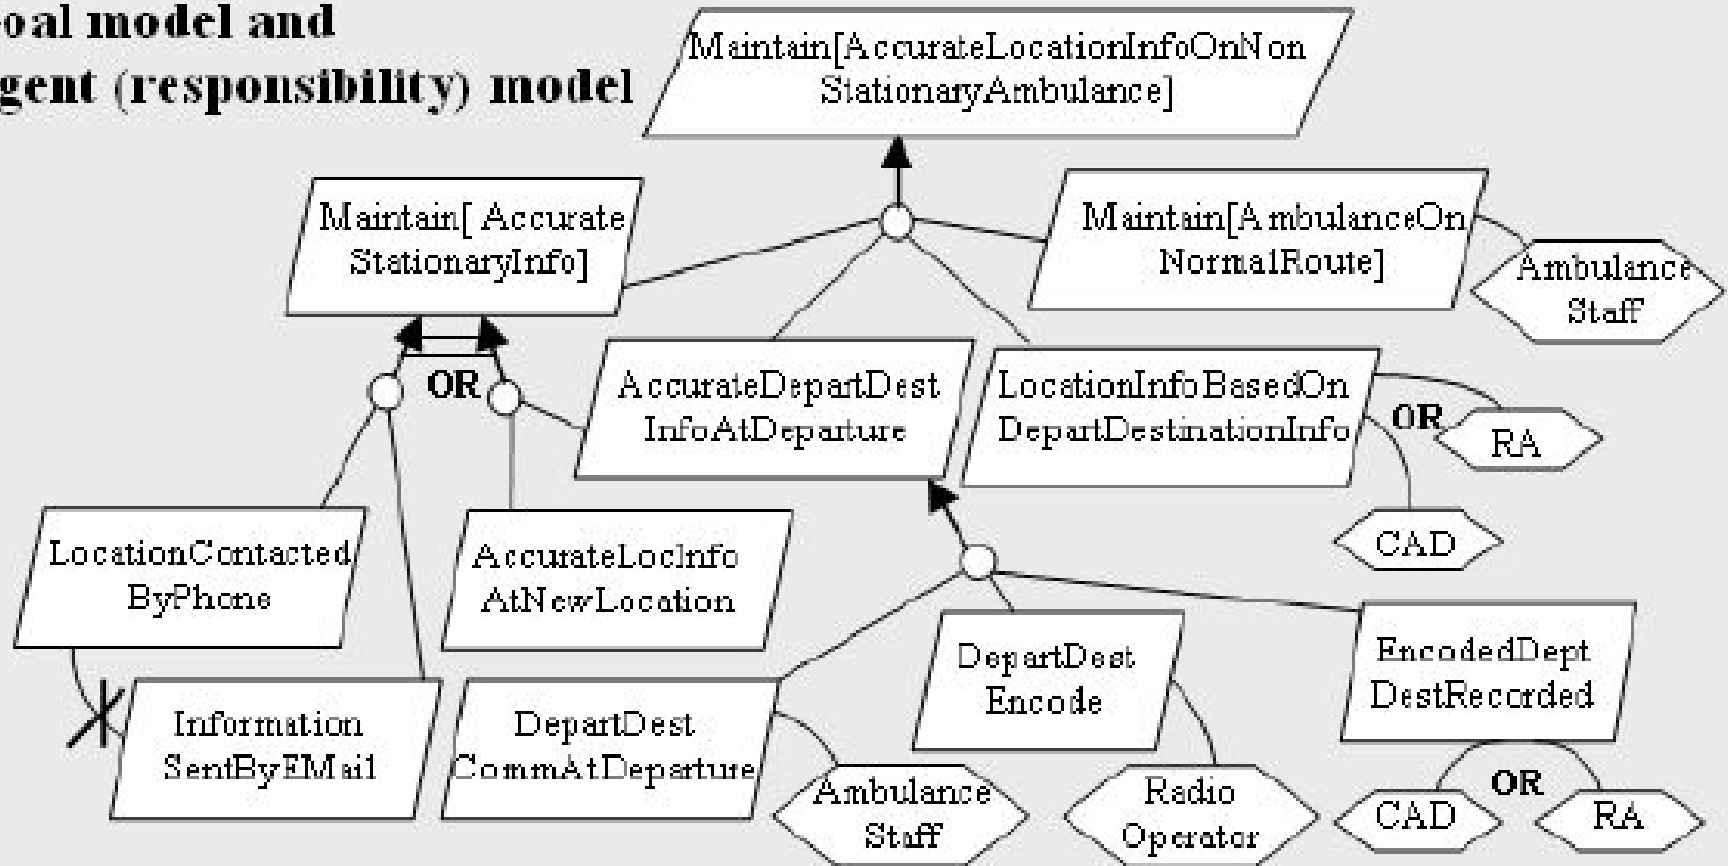 oal model and
gent (responsibility) model
Maintain[AccurateLocationInfoOnNon
StationaryAmbulance]
Maintain[ Accurate
StationaryInfo]
Maintain[AmbulanceOn
NormalRoute]
Ambulance
Staff
OR
AccurateDepartDest
InfoAtDeparture
LocationInfoBasedOn
DepartDestinationInfo
OR
RA
CAD
LocationContacted
ByPhone
AccurateLocInfo
AtNewLocation
DepartDest
Encode
EncodedDept
DestRecorded
Information
SentByEMail
DepartDest
CommAtDeparture
Ambulance
Staff
Radio
Operator
OR
CAD
RA